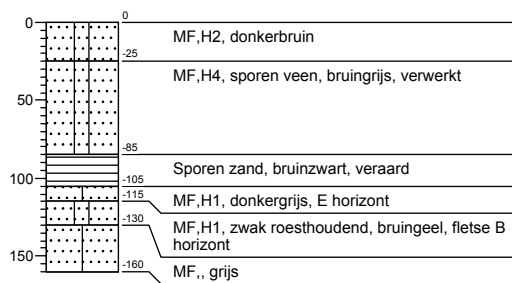 0
0
MF,H2, donkerbruin
-25
MF,H4, sporen veen, bruingrijs, verwerkt
50
-85
Sporen zand, bruinzwart, veraard
100
-105
-115
MF,H1, donkergrijs, E horizont
-130
MF,H1, zwak roesthoudend, bruingeel, fletse B
horizont
150
-160
MF,, grijs